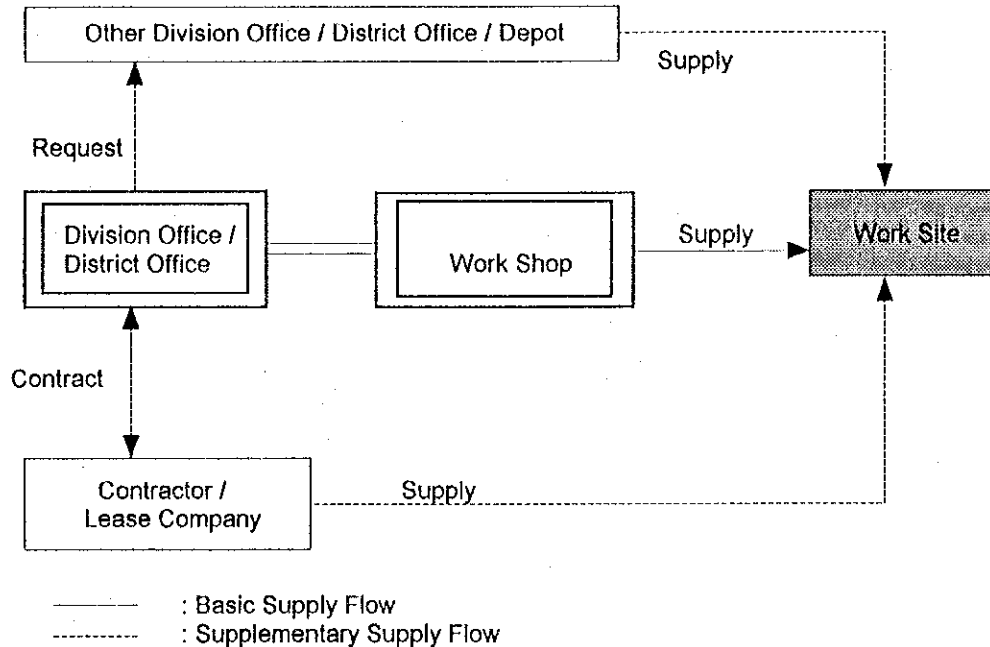 Other Division Office / District Office / Depot
Supply
Request
Division Office /
District Office
Work Shop
Supply
Work Site
Contract
Contractor /
Lease Company
Supply
: Basic Supply Flow
: Supplementary Supply Flow